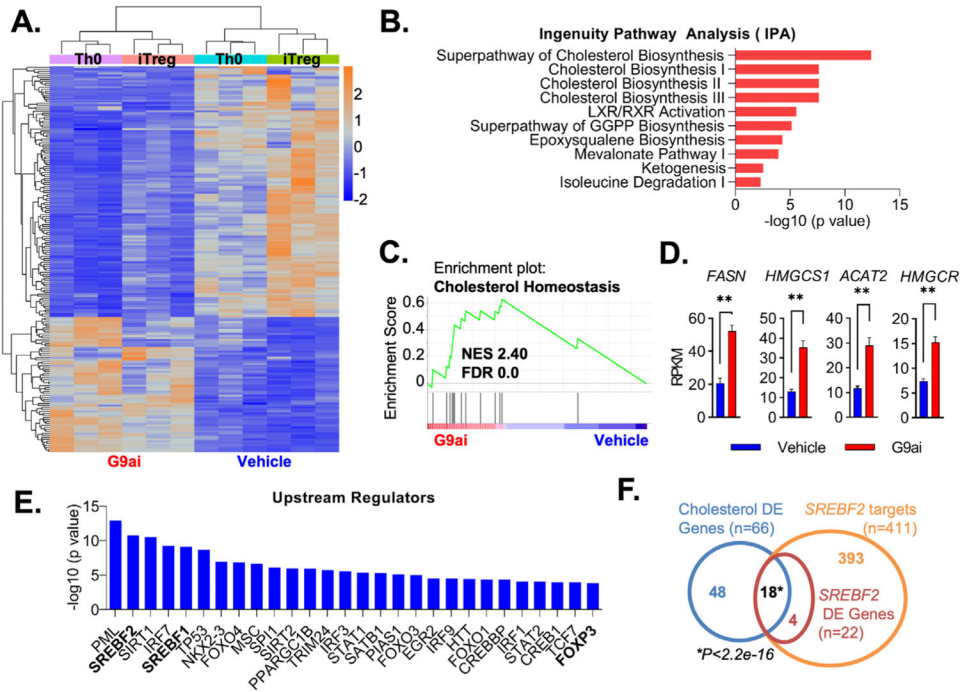 A.
Th0 iTreg Th0 iTreg
2
1
0
-1
-2
G9ai Vehicle
B.
Ingenuity Pathway Analysis ( IPA)
Superpathway of Cholesterol Biosynthesis
Cholesterol Biosynthesis I
Cholesterol Biosynthesis II
Cholesterol Biosynthesis III
LXR/RXR Activation
Superpathway of GGPP Biosynthesis
Epoxysqualene Biosynthesis
Mevalonate Pathway I
Ketogenesis
Isoleucine Degradation I
0 5 10 15
-log10 (p value)
C.
Enrichment plot:
Cholesterol Homeostasis
Enrichment Score
0.6
0.4
0.2
0
NES 2.40
FDR 0.0
G9ai Vehicle
D.
FASN HMGCS1 ACAT2 HMGCR
** ** ** **
RPKM
60
40
20
0
50
40
30
20
10
0
40
30
20
10
0
25
20
15
10
5
0
Vehicle G9ai
E.
Upstream Regulators
-log10 (p value)
15
10
5
0
PML
SREBF2
SIRT1
IRF7
SREBF1
TP53
NKX2-3
FOXO4
MSC
SPI1
SIRT2
PPARGC1B
TRIM24
IRF3
STAT1
SATB1
PIAS1
FOXO3
EGR2
IRF9
HTT
FOXO1
CREBBP
IRF1
STAT2
CREB1
TCF7
FOXP3
F.
Cholesterol DE
Genes (n=66)
SREBF2 targets
(n=411)
393
48
18*
4
SREBF2
DE Genes
(n=22)
*P<2.2e-16